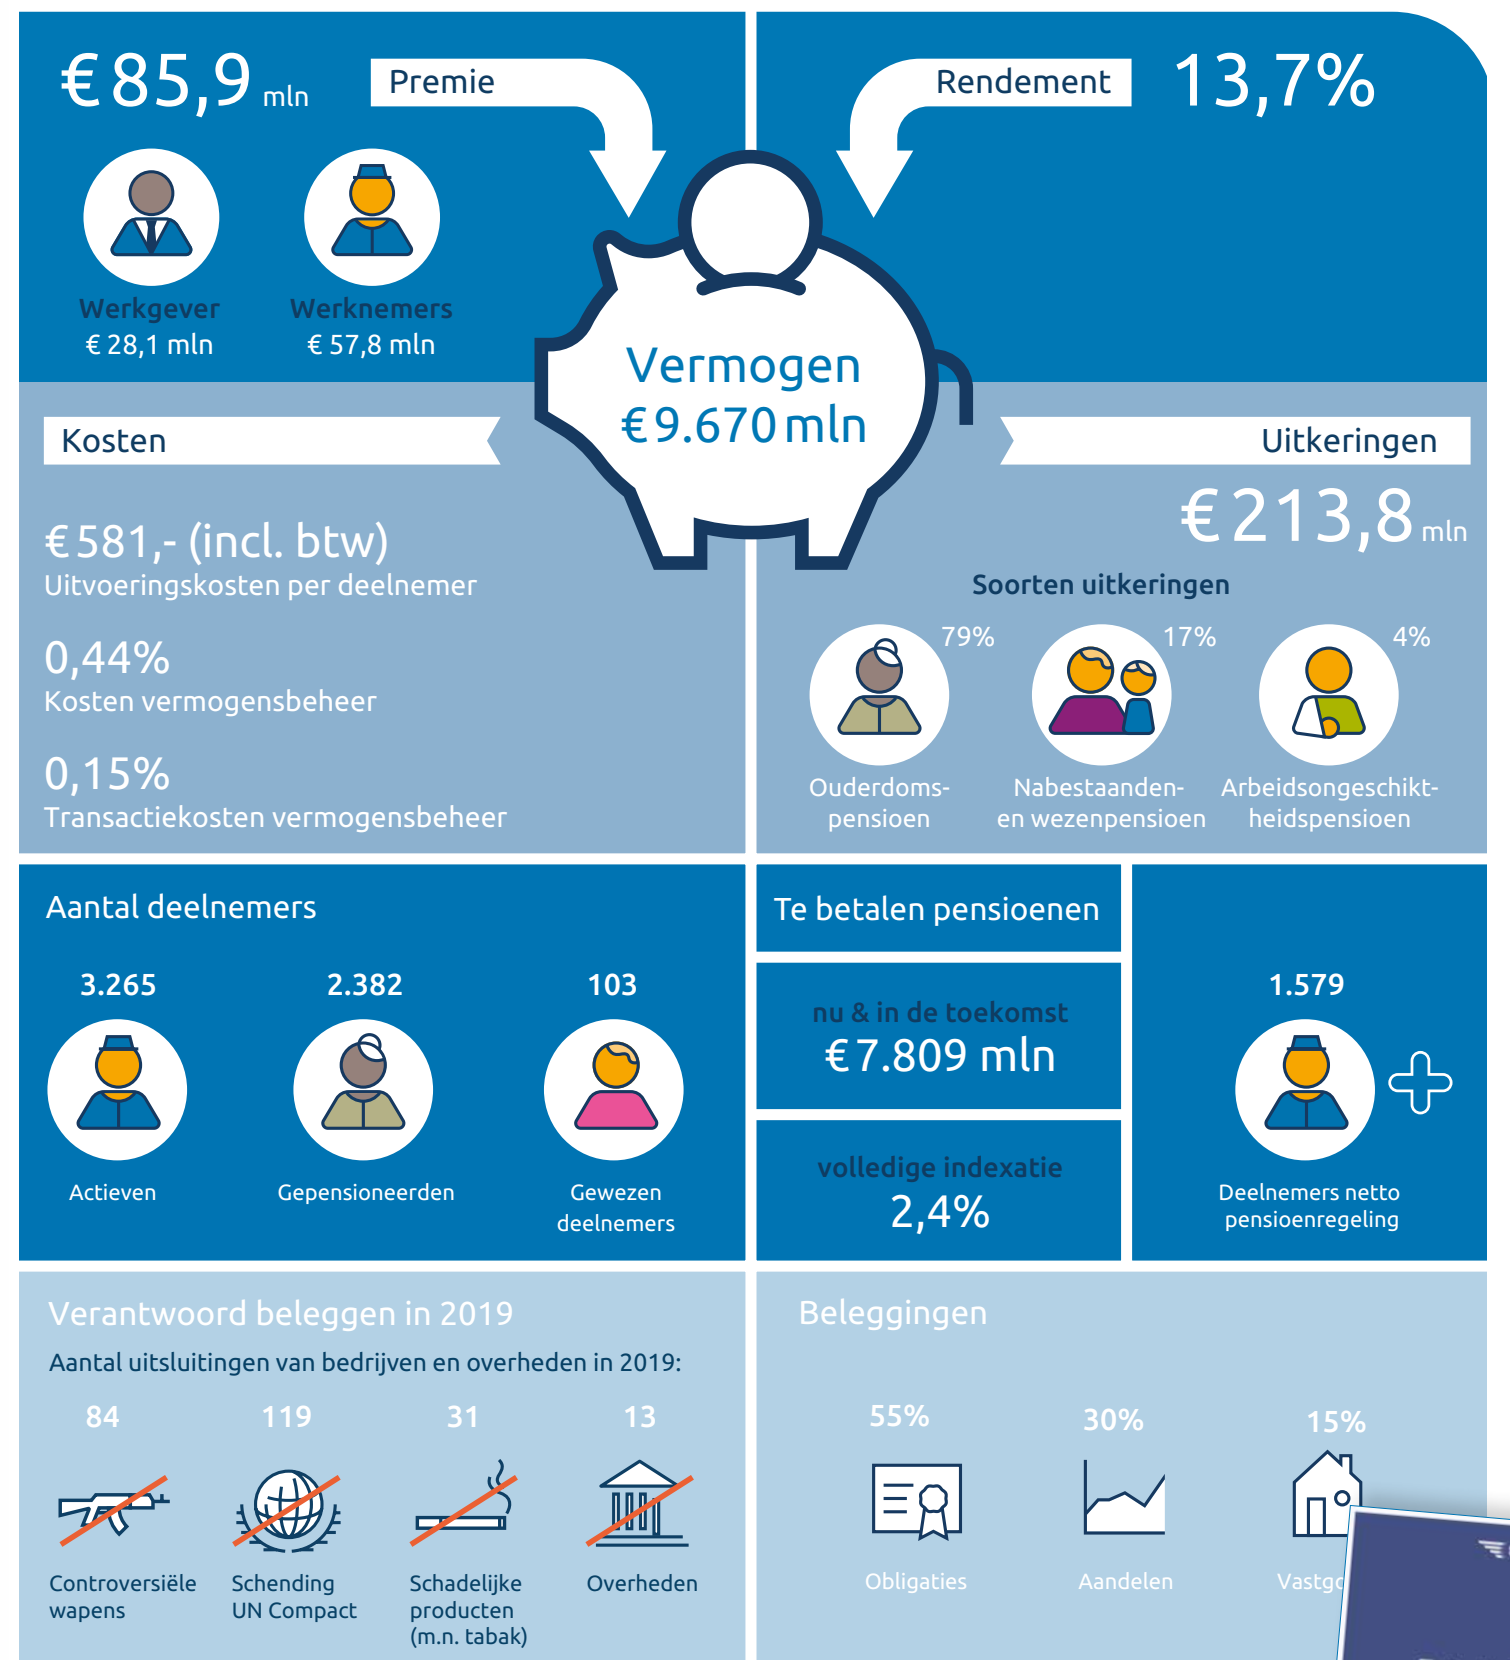 € 85,9 mln
Premie
Werkgever
€ 28,1 mln
Werknemers
€ 57,8 mln
Rendement
13,7%
Vermogen
€ 9.670 mln
Kosten
€ 581,- (incl. btw)
Uitvoeringskosten per deelnemer
0,44%
Kosten vermogensbeheer
0,15%
Transactiekosten vermogensbeheer
Uitkeringen
€ 213,8 mln
Soorten uitkeringen
79%
Ouderdoms-
pensioen
17%
Nabestaanden-
en wezenpensioen
4%
Arbeidsongeschikt-
heidspensioen
Aantal deelnemers
3.265
Actieven
2.382
Gepensioneerden
103
Gewezen
deelnemers
Te betalen pensioenen
nu & in de toekomst
€ 7.809 mln
volledige indexatie
2,4%
1.579
Deelnemers netto
pensioenregeling
Verantwoord beleggen in 2019
Aantal uitsluitingen van bedrijven en overheden in 2019:
84
Controversiële
wapens
119
Schending
UN Compact
31
Schadelijke
producten
(m.n. tabak)
13
Overheden
Beleggingen
55%
Obligaties
30%
Aandelen
15%